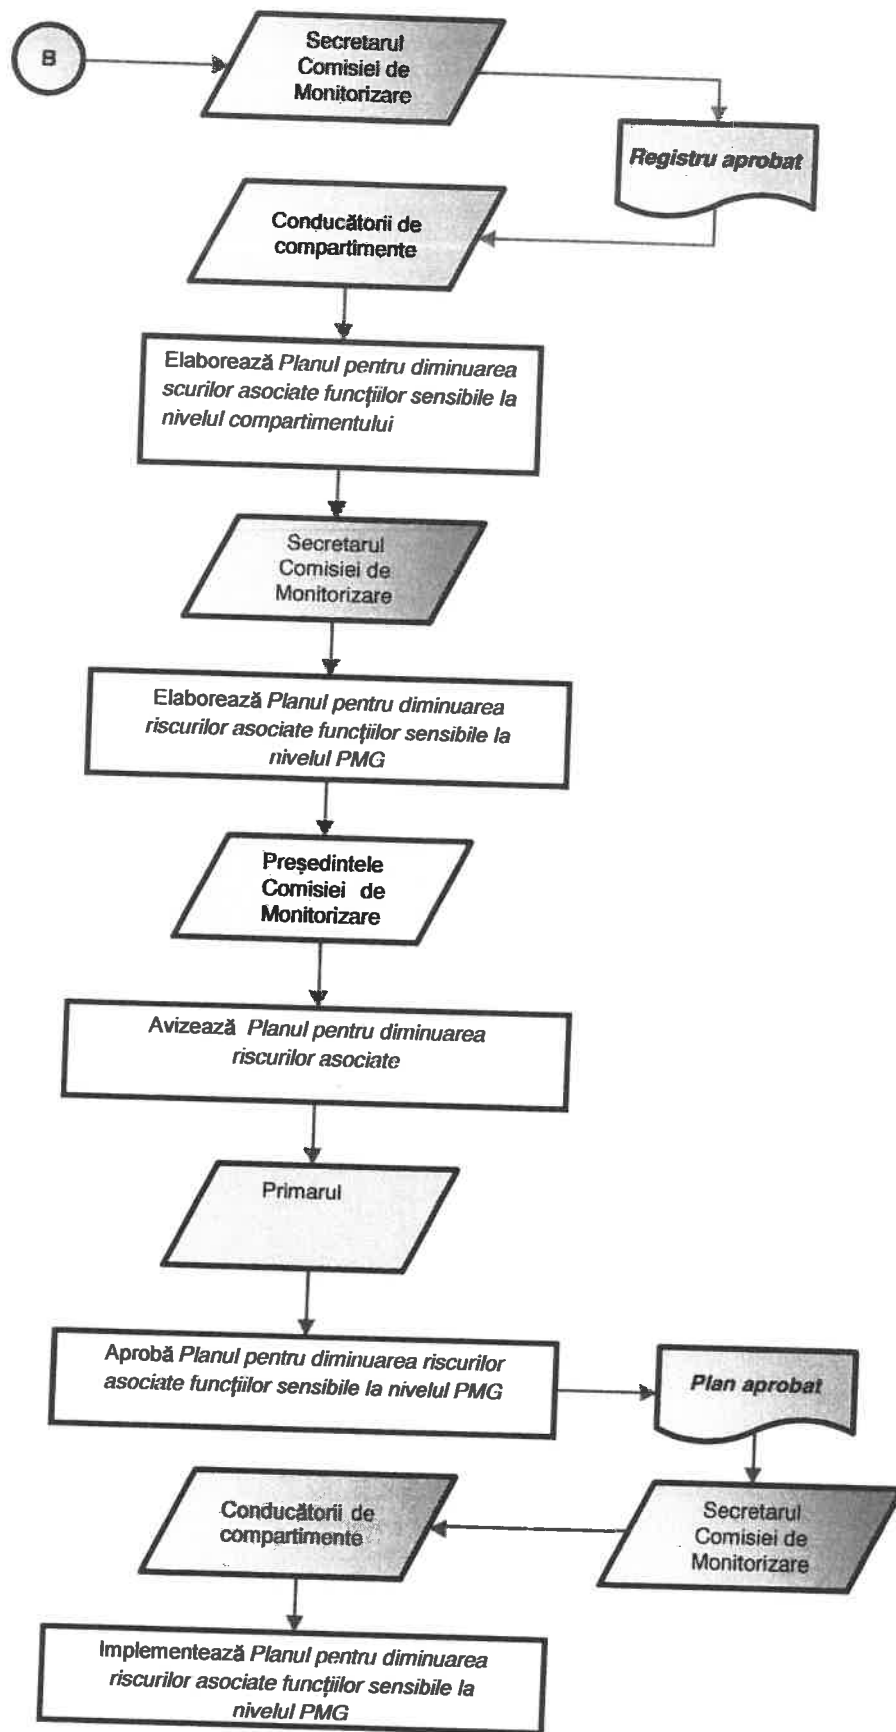 B
Secretarul
Comisiei de
Monitorizare
Registru aprobat
Conducătorii de
compartimente
Elaborează Planul pentru diminuarea
scurilor asociate funcțiilor sensibile la
nivelul compartimentului
Secretarul
Comisiei de
Monitorizare
Elaborează Planul pentru diminuarea
riscurilor asociate funcțiilor sensibile la
nivelul PMG
Președintele
Comisiei de
Monitorizare
Avizează Planul pentru diminuarea
riscurilor asociate
Primarul
Aprobă Planul pentru diminuarea riscurilor
asociate funcțiilor sensibile la nivelul PMG
Plan aprobat
Secretarul
Comisiei de
Monitorizare
Conducătorii de
compartimente
Implementează Planul pentru diminuarea
riscurilor asociate funcțiilor sensibile la
nivelul PMG